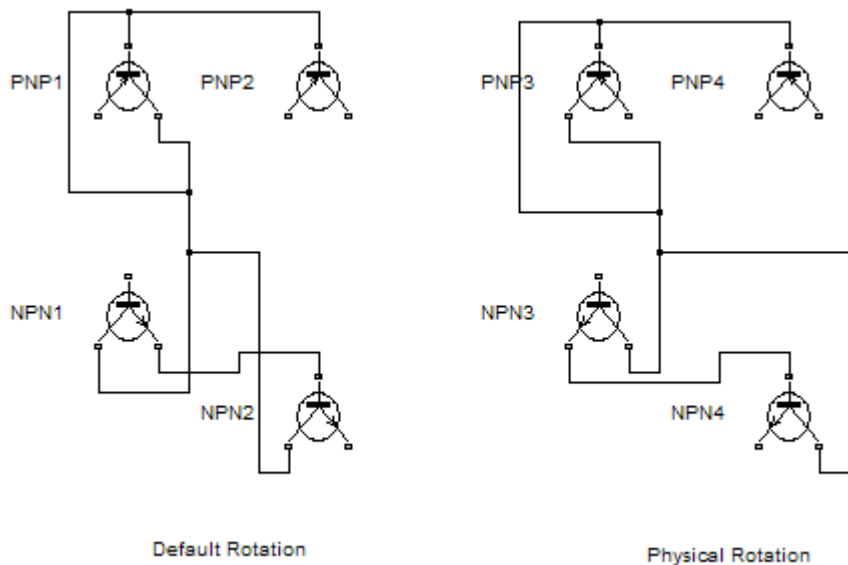 PNP1
PNP2
PNP3
PNP4
NPN1
NPN3
NPN2
NPN4
Default Rotation
Physical Rotation